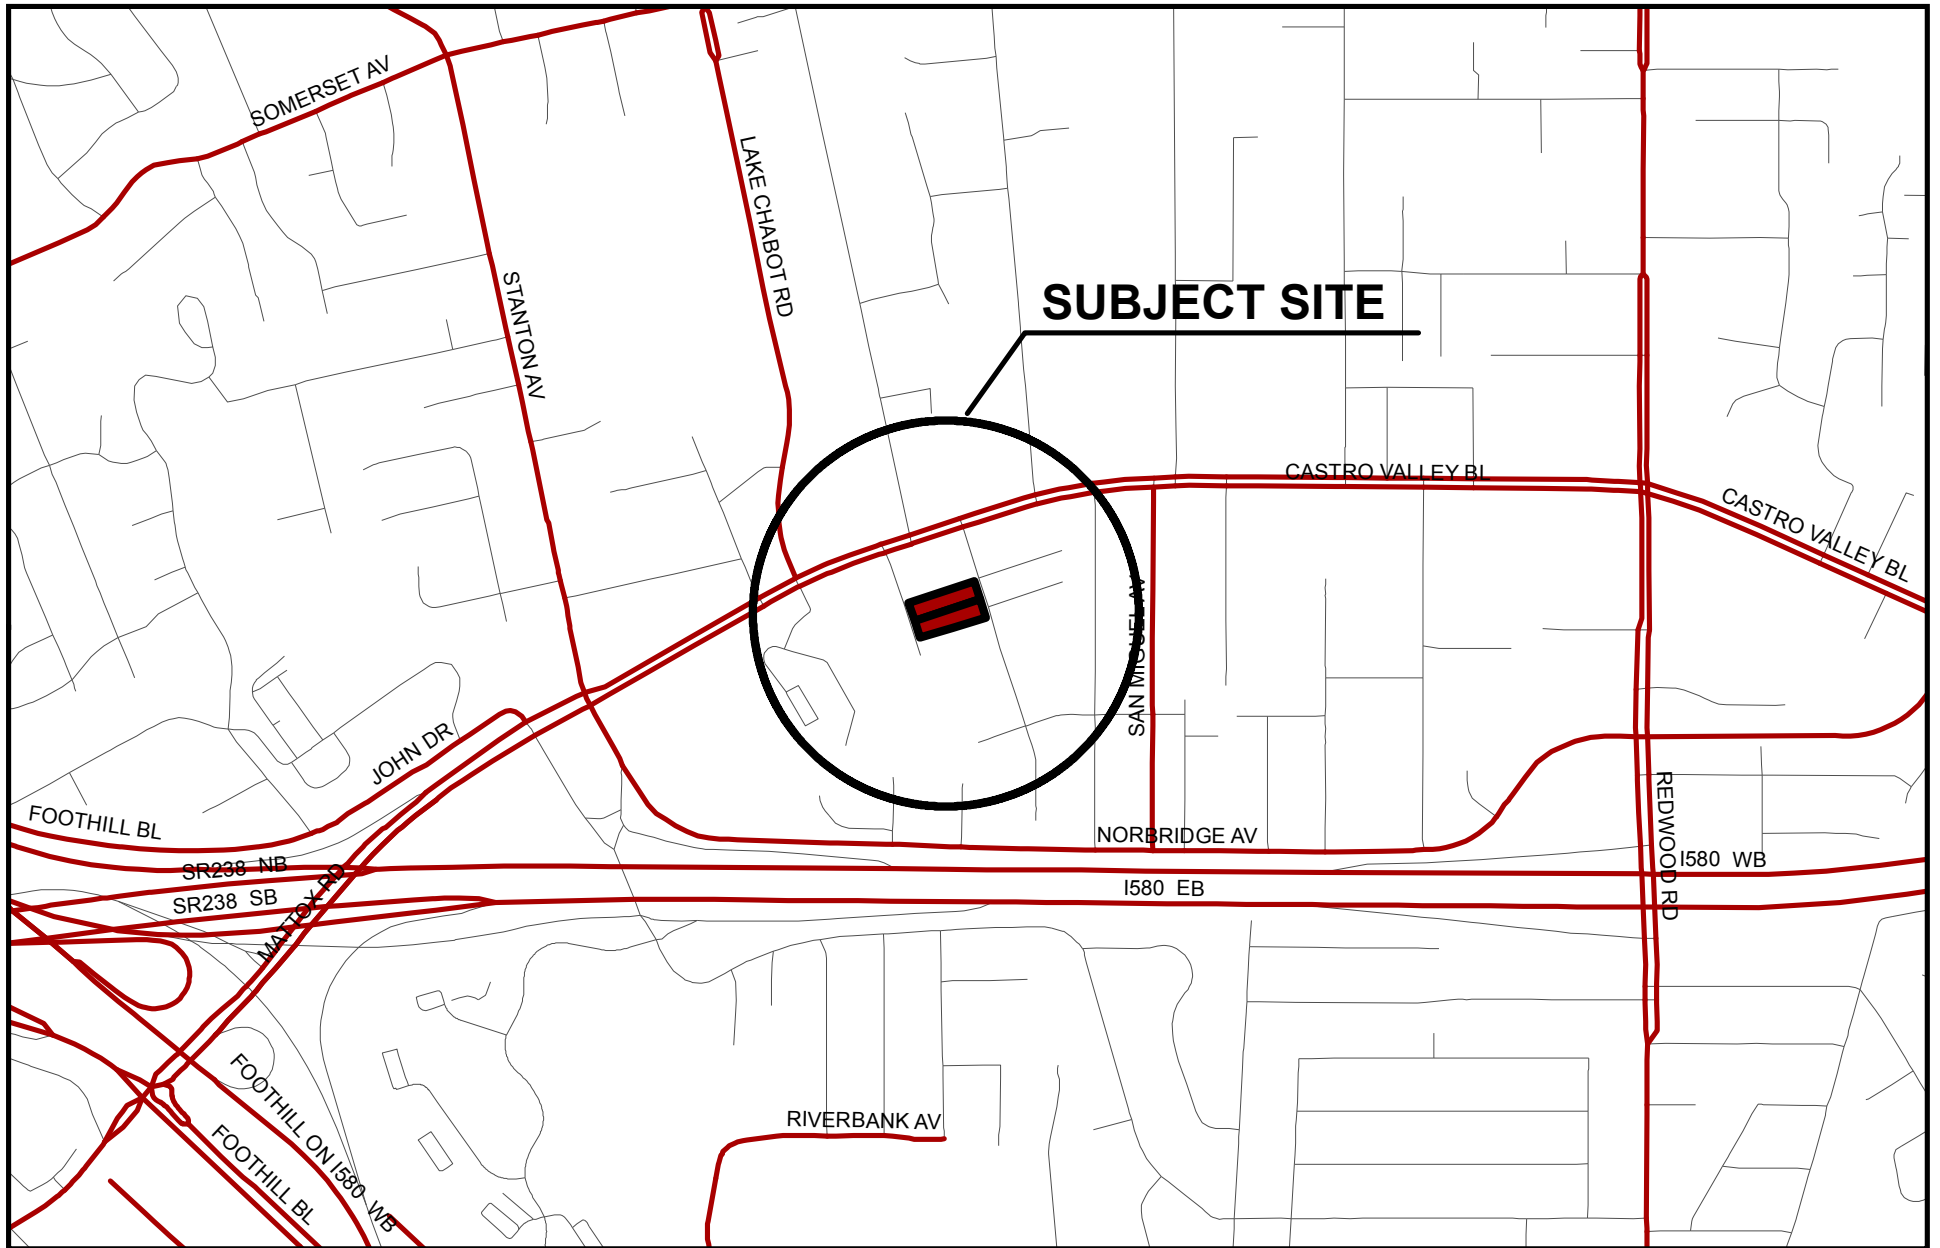 SOMERSET AV
LAKE CHABOT RD
STANTON AV
SUBJECT SITE
CASTRO VALLEY BL
CASTRO VALLEY BL
SAN MIGUEL AV
JOHN DR
FOOTHILL BL
NORBRIDGE AV
REDWOOD RD
SR238 NB
I580 WB
I580 EB
SR238 SB
MATTOX RD
FOOTHILL ON I580 WB
FOOTHILL BL
RIVERBANK AV